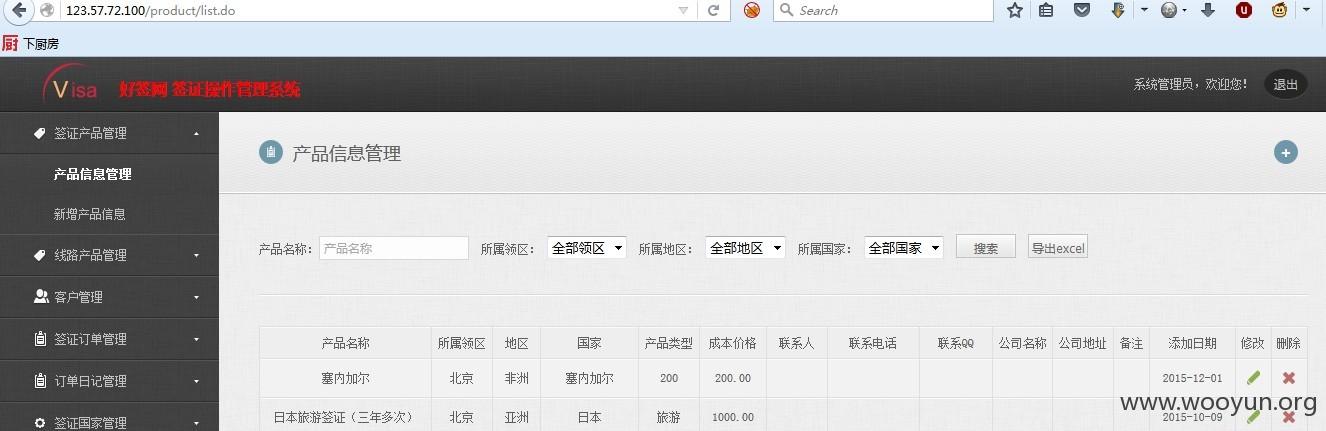 123.57.72.100/product/list.do
Search
厨 下厨房
Visa 好签网 签证操作管理系统
系统管理员，欢迎您！ 退出
签证产品管理
产品信息管理
新增产品信息
线路产品管理
客户管理
签证订单管理
订单日记管理
签证国家管理
产品信息管理
产品名称： 产品名称 所属领区： 全部领区 所属地区： 全部地区 所属国家： 全部国家 搜索 导出excel
产品名称 所属领区 地区 国家 产品类型 成本价格 联系人 联系电话 联系QQ 公司名称 公司地址 备注 添加日期 修改 删除
塞内加尔 北京 非洲 塞内加尔 200 200.00 2015-12-01
日本旅游签证（三年多次） 北京 亚洲 日本 旅游 1000.00 2015-10-09
www.wooyun.org